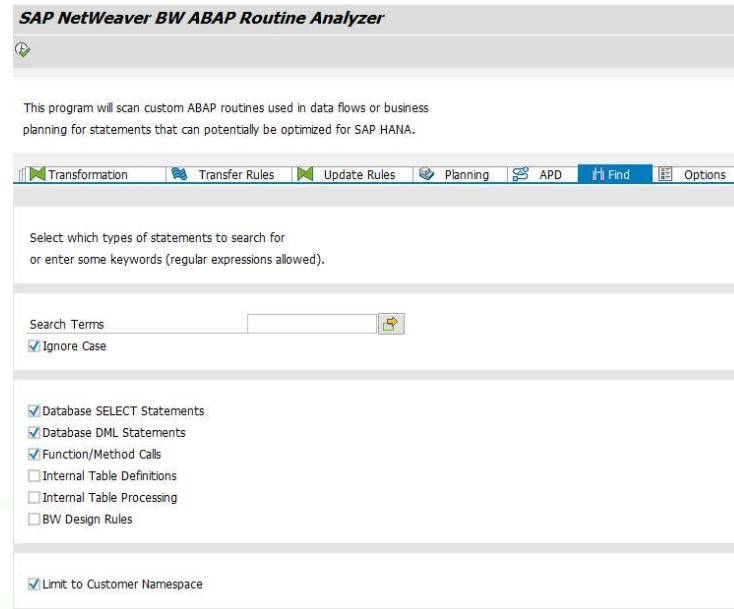 SAP NetWeaver BW ABAP Routine Analyzer
This program will scan custom ABAP routines used in data flows or business
planning for statements that can potentially be optimized for SAP HANA.
Transformation Transfer Rules Update Rules Planning APD Find Options
Select which types of statements to search for
or enter some keywords (regular expressions allowed).
Search Terms
Ignore Case
Database SELECT Statements
Database DML Statements
Function/Method Calls
Internal Table Definitions
Internal Table Processing
BW Design Rules
Limit to Customer Namespace